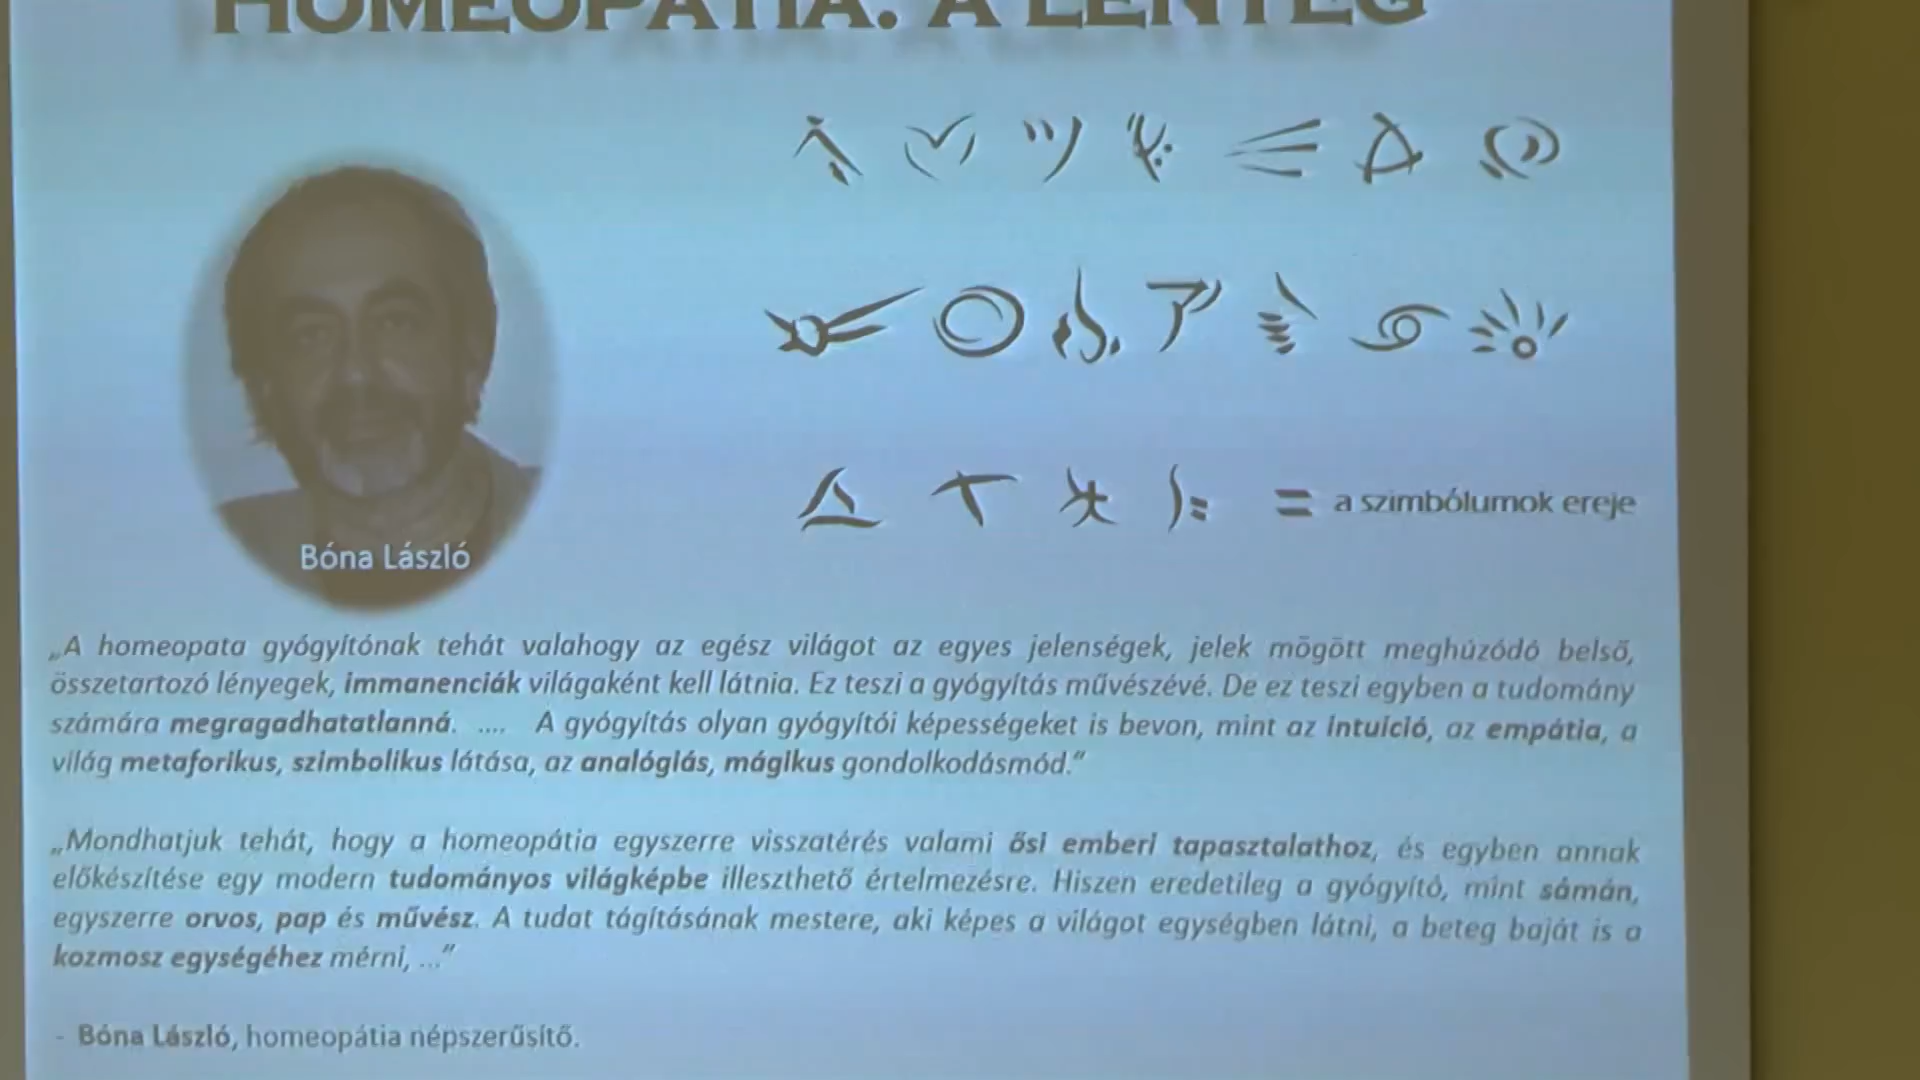 HOMEOPÁTIA: A LÉNYEG
= a szimbólumok ereje
Bóna László
„A homeopata gyógyítónak tehát valahogy az egész világot az egyes jelenségek, jelek mögött meghúzódó belső,
összetartozó lényegek, immanenciák világaként kell látnia. Ez teszi a gyógyítás művészévé. De ez teszi egyben a tudomány
számára megragadhatatlanná. .... A gyógyítás olyan gyógyítói képességeket is bevon, mint az intuició, az empátia, a
világ metaforikus, szimbolikus látása, az analógiás, mágikus gondolkodásmód.”
„Mondhatjuk tehát, hogy a homeopátia egyszerre visszatérés valami ősi emberi tapasztalathoz, és egyben annak
előkészítése egy modern tudományos világképbe illeszthető értelmezésre. Hiszen eredetileg a gyógyító, mint sámán,
egyszerre orvos, pap és művész. A tudat tágításának mestere, aki képes a világot egységben látni, a beteg baját is a
kozmosz egységéhez mérni, ...”
- Bóna László, homeopátia népszerűsítő.